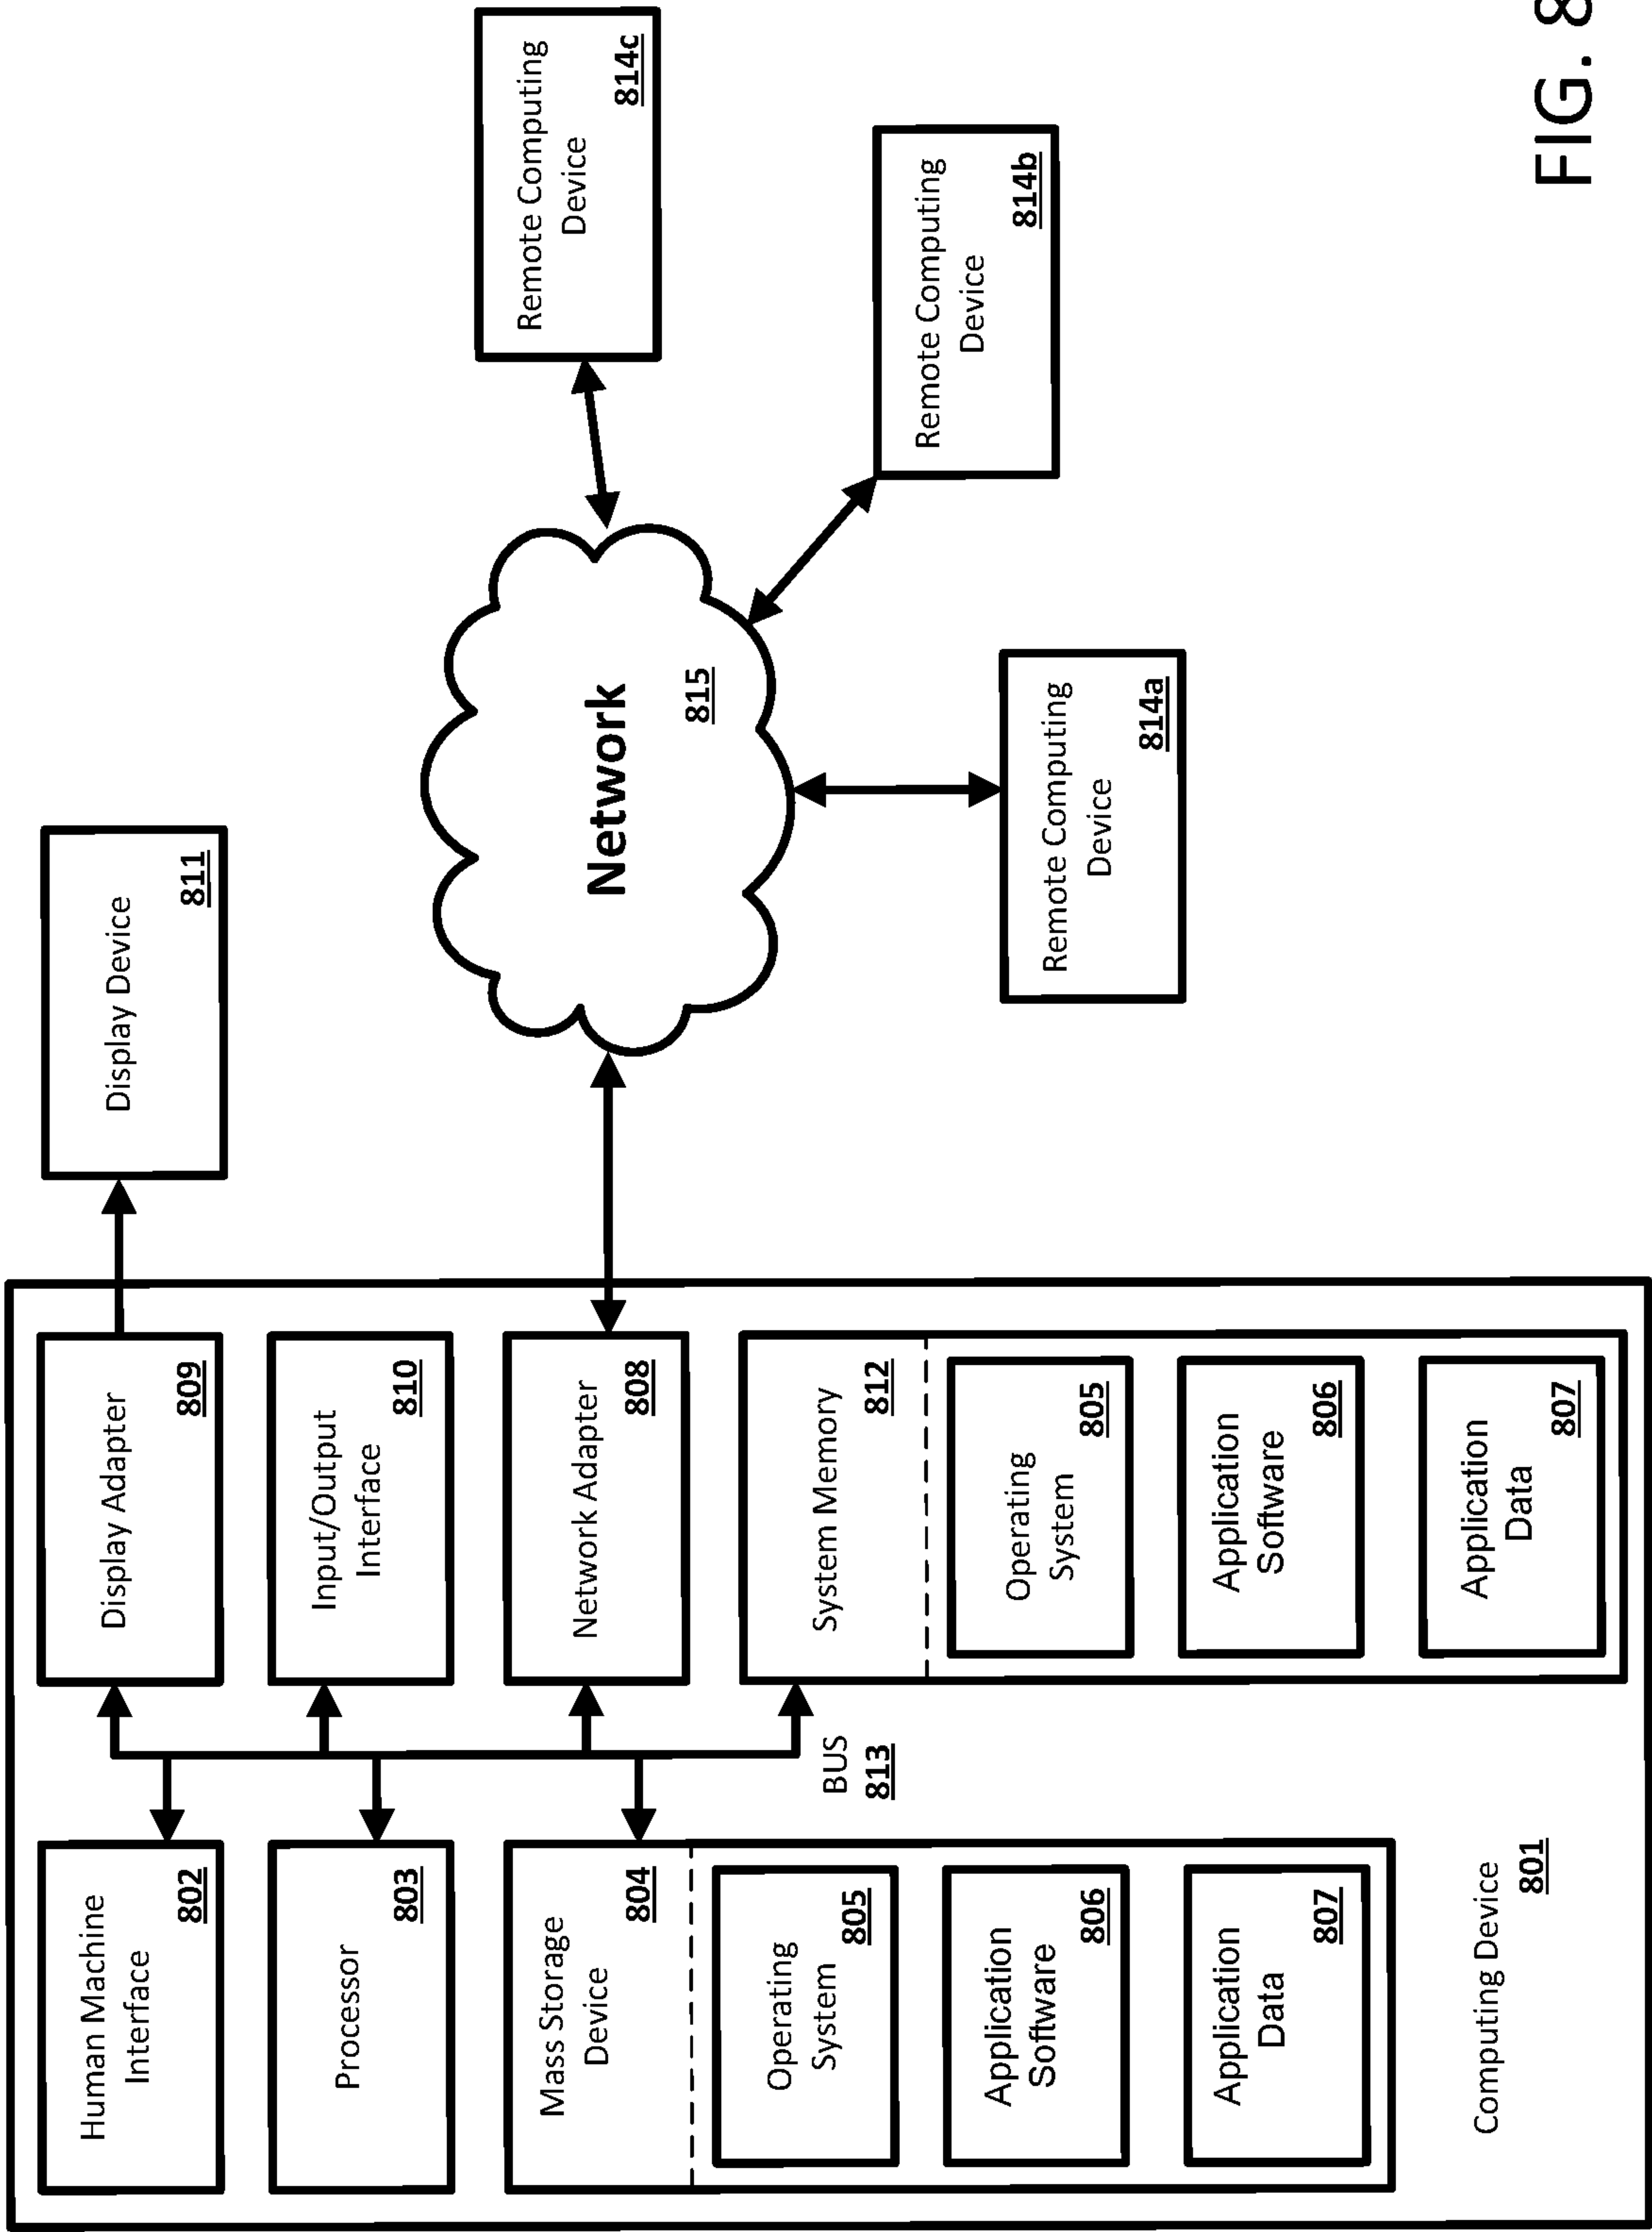 Human Machine
Interface
802
Processor
803
Mass Storage
Device
804
Operating
System
805
Application
Software
806
Application
Data
807
Computing Device
801
BUS
813
Display Adapter
809
Input/Output
Interface
810
Network Adapter
808
System Memory
812
Operating
System
805
Application
Software
806
Application
Data
807
Display Device
811
Network
815
Remote Computing
Device
814a
Remote Computing
Device
814b
Remote Computing
Device
814c
FIG. 8